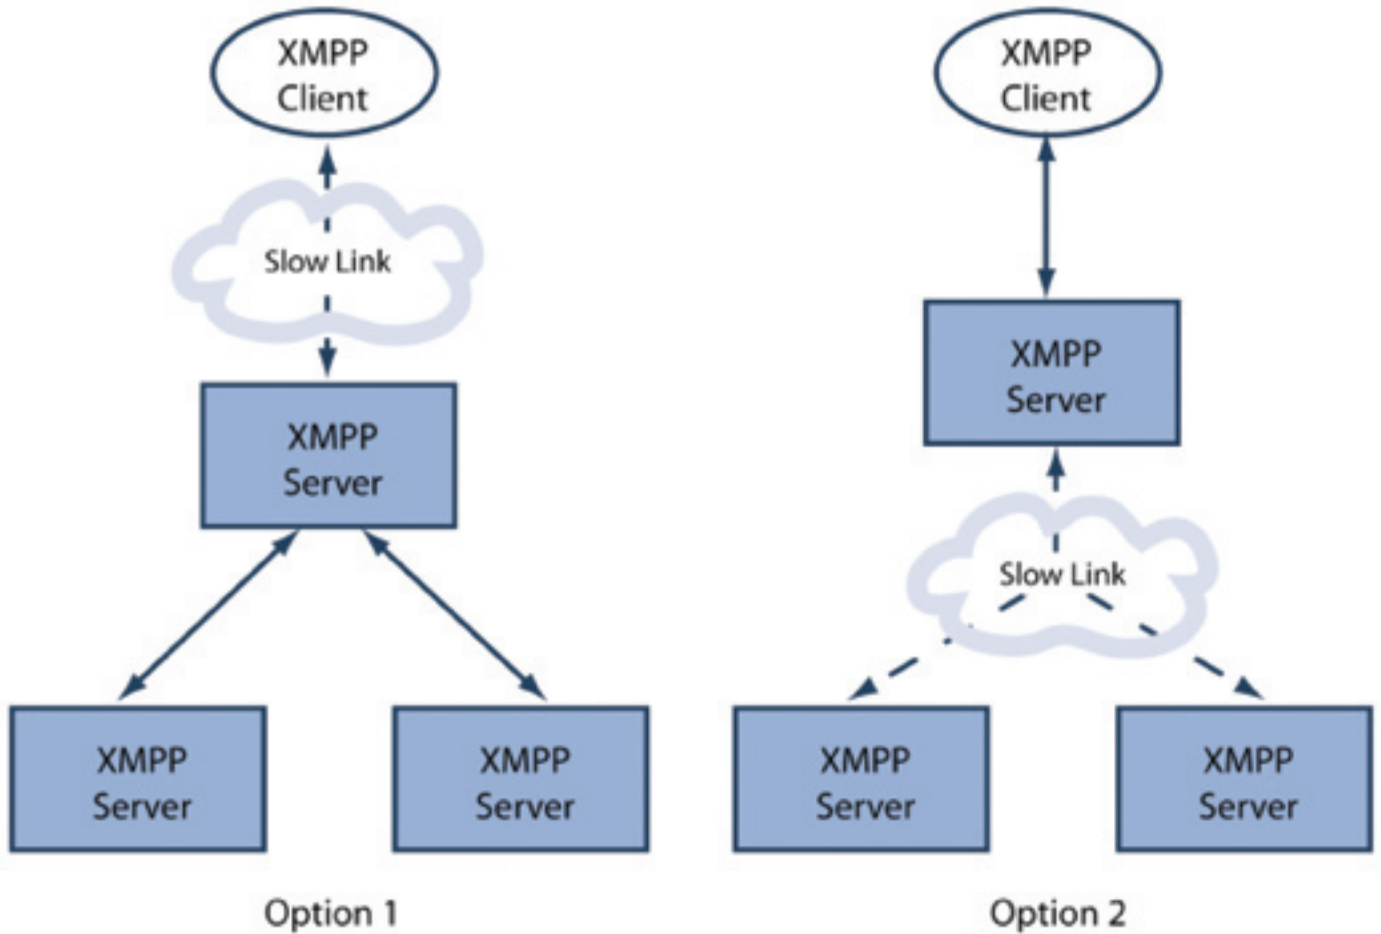 XMPP
Client
Slow Link
XMPP
Server
XMPP
Server
XMPP
Server
Option 1
XMPP
Client
XMPP
Server
Slow Link
XMPP
Server
XMPP
Server
Option 2